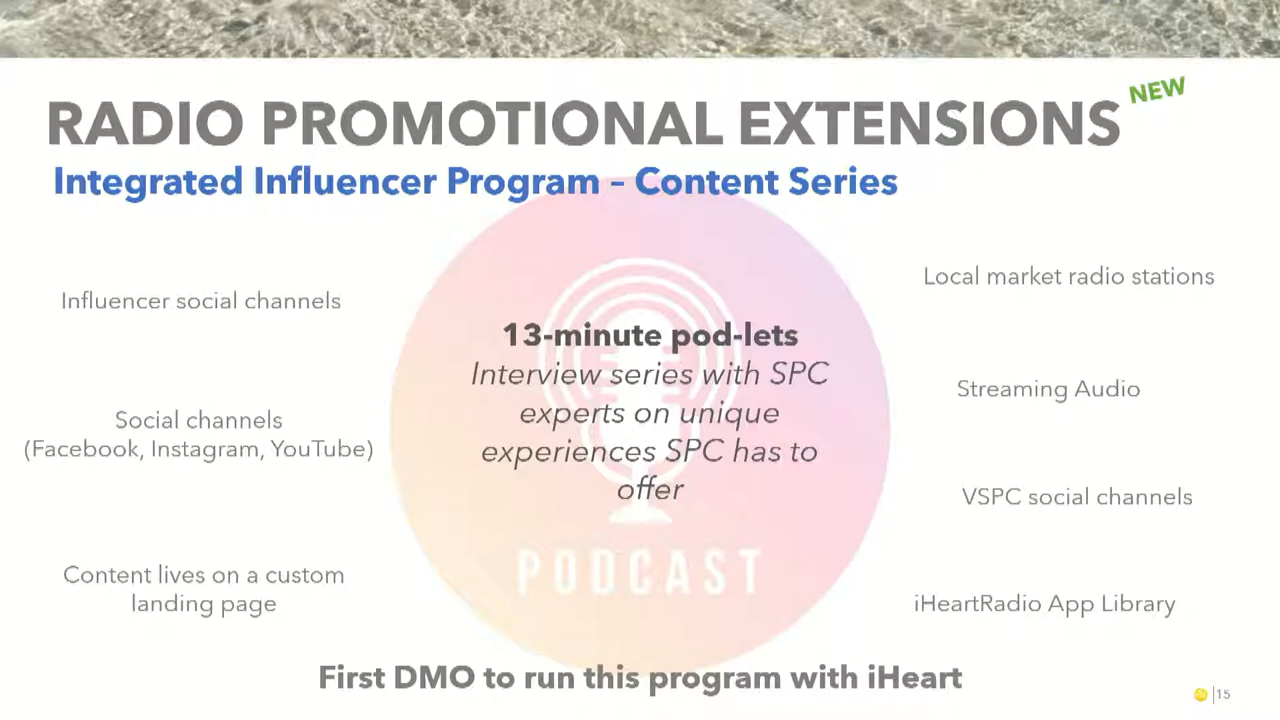 NEW
RADIO PROMOTIONAL EXTENSIONS
Integrated Influencer Program – Content Series
Influencer social channels
Social channels
(Facebook, Instagram, YouTube)
Content lives on a custom
landing page
13-minute pod-lets
Interview series with SPC
experts on unique
experiences SPC has to
offer
PODCAST
Local market radio stations
Streaming Audio
VSPC social channels
iHeartRadio App Library
First DMO to run this program with iHeart
15